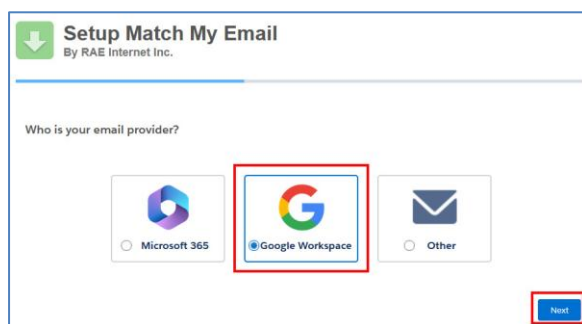 Setup Match My Email
By RAE Internet Inc.
Who is your email provider?
Microsoft 365
Google Workspace
Other
Next